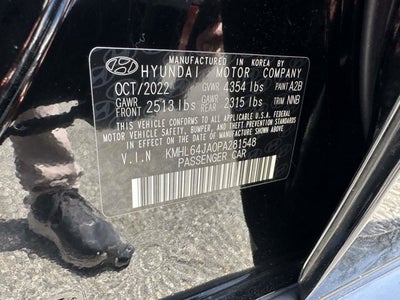 MANUFACTURED IN KOREA BY
HYUNDAI MOTOR COMPANY
OCT/2022 GVWR 4354 lbs PAINT A2B
GAWR FRONT 2513 lbs GAWR REAR 2315 lbs TRIM NNB
THIS VEHICLE CONFORMS TO ALL APPLICABLE U.S.A. FEDERAL
MOTOR VEHICLE SAFETY, BUMPER, & THEFT PREVENTION STANDARDS
IN EFFECT ON THE DATE OF MANUFACTURE SHOWN ABOVE.
V.I.N KMHL64JA0PA281548
PASSENGER CAR